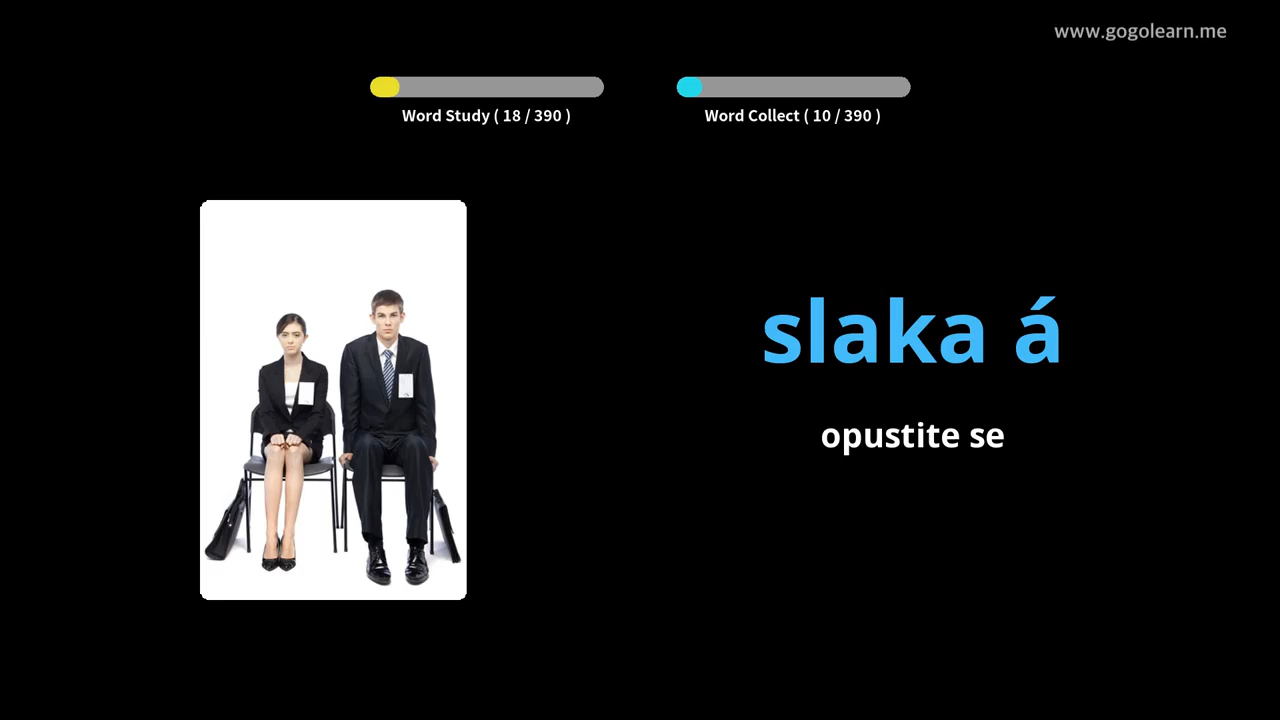 www.gogolearn.me
Word Study ( 18 / 390 )
Word Collect ( 10 / 390 )
slaka á
opustite se